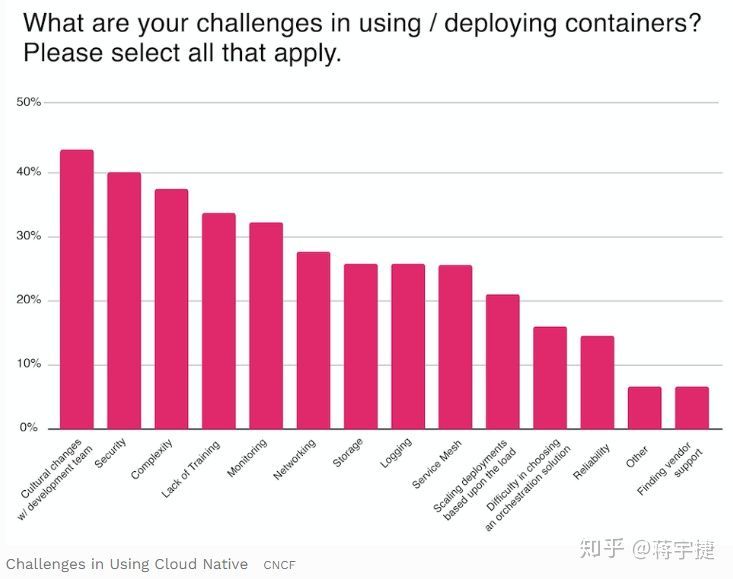 What are your challenges in using / deploying containers?
Please select all that apply.
50%
40%
30%
20%
10%
0%
Cultural changes
w/ development team
Security
Complexity
Lack of Training
Monitoring
Networking
Storage
Logging
Service Mesh
Scaling deployments
based upon the load
Difficulty in choosing
an orchestration solution
Reliability
Other
Finding vendor
support
知乎 @蒋宇捷
Challenges in Using Cloud Native CNCF